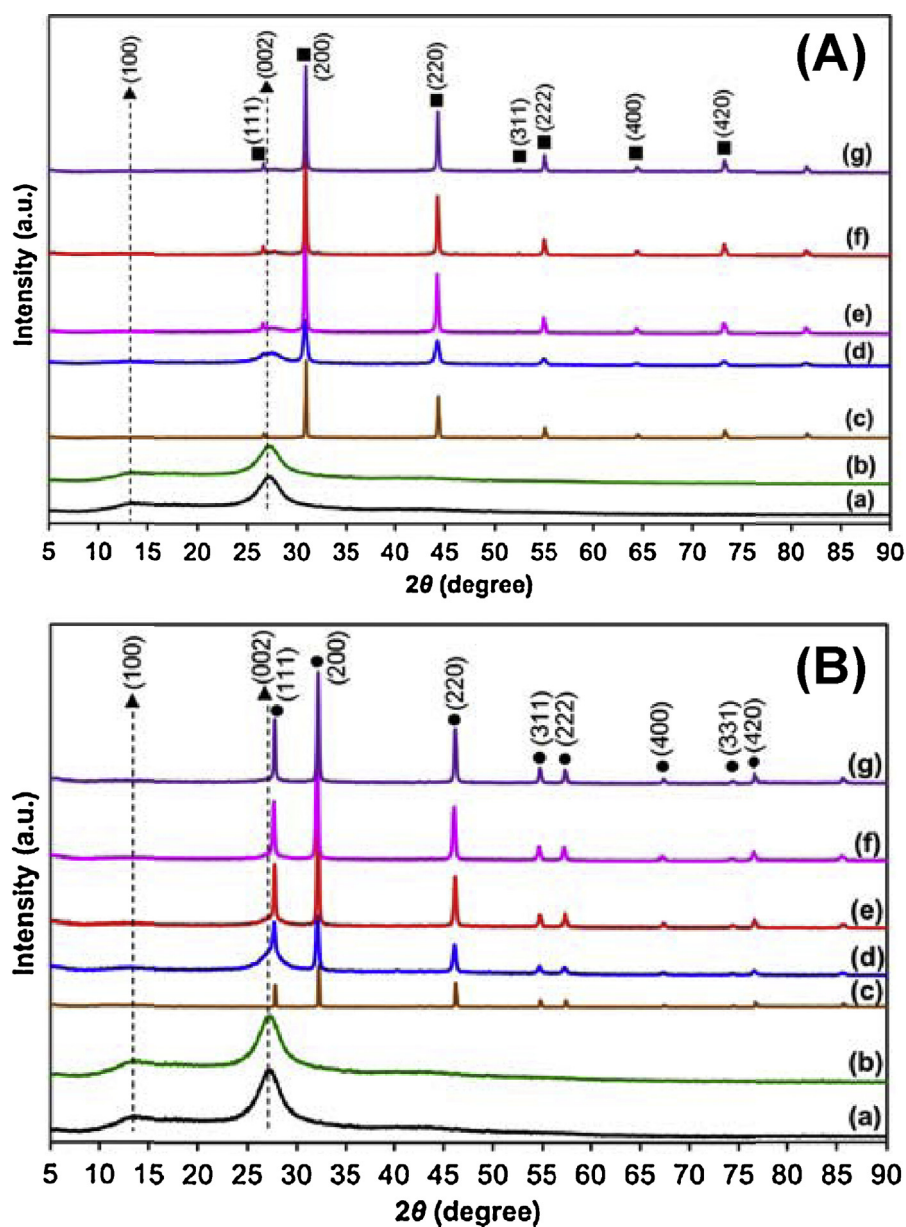 (A)
▲(100)
(111)
▲(002)
(200)
(220)
(311)
(222)
(400)
(420)
(g)
(f)
(e)
(d)
(c)
(b)
(a)
Intensity (a.u.)
5 10 15 20 25 30 35 40 45 50 55 60 65 70 75 80 85 90
2θ (degree)
(B)
▲(100)
▲(002)
●(111)
(200)
●(220)
●(311)
●(222)
●(400)
●(331)
●(420)
(g)
(f)
(e)
(d)
(c)
(b)
(a)
Intensity (a.u.)
5 10 15 20 25 30 35 40 45 50 55 60 65 70 75 80 85 90
2θ (degree)